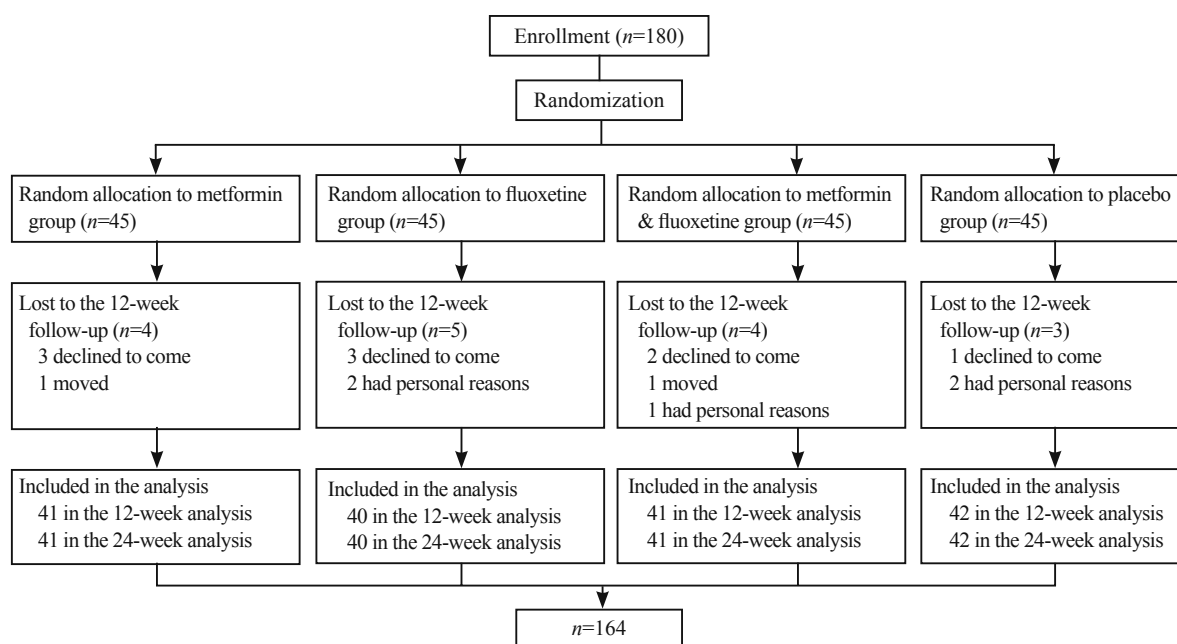 Enrollment (n=180)
Randomization
Random allocation to metformin
group (n=45)
Random allocation to fluoxetine
group (n=45)
Random allocation to metformin
& fluoxetine group (n=45)
Random allocation to placebo
group (n=45)
Lost to the 12-week
follow-up (n=4)
3 declined to come
1 moved
Lost to the 12-week
follow-up (n=5)
3 declined to come
2 had personal reasons
Lost to the 12-week
follow-up (n=4)
2 declined to come
1 moved
1 had personal reasons
Lost to the 12-week
follow-up (n=3)
1 declined to come
2 had personal reasons
Included in the analysis
41 in the 12-week analysis
41 in the 24-week analysis
Included in the analysis
40 in the 12-week analysis
40 in the 24-week analysis
Included in the analysis
41 in the 12-week analysis
41 in the 24-week analysis
Included in the analysis
42 in the 12-week analysis
42 in the 24-week analysis
n=164